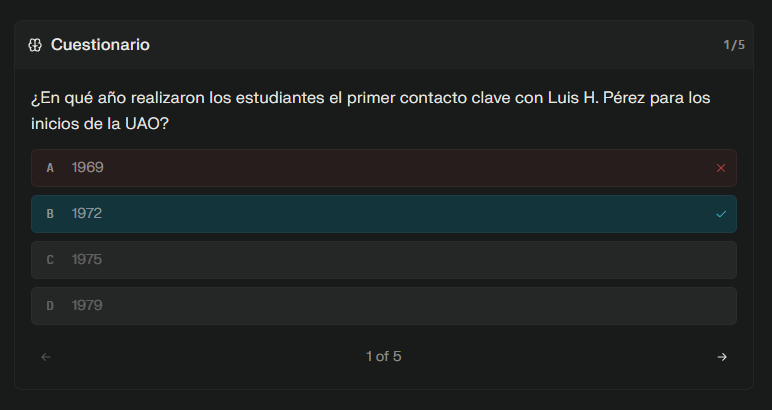 Cuestionario
1/5
¿En qué año realizaron los estudiantes el primer contacto clave con Luis H. Pérez para los
inicios de la UAO?
A 1969
B 1972
C 1975
D 1979
1 of 5